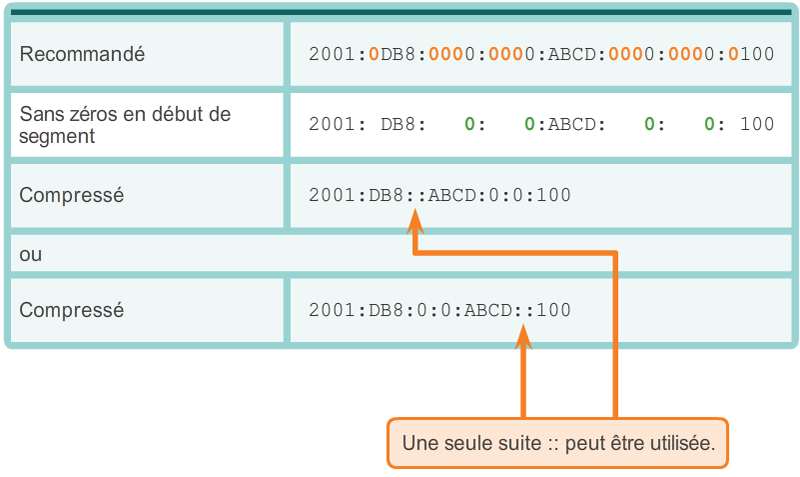 Recommandé 2001:0DB8:0000:0000:ABCD:0000:0000:0100
Sans zéros en début de
segment 2001: DB8: 0: 0:ABCD: 0: 0: 100
Compressé 2001:DB8::ABCD:0:0:100
ou
Compressé 2001:DB8:0:0:ABCD::100
Une seule suite :: peut être utilisée.